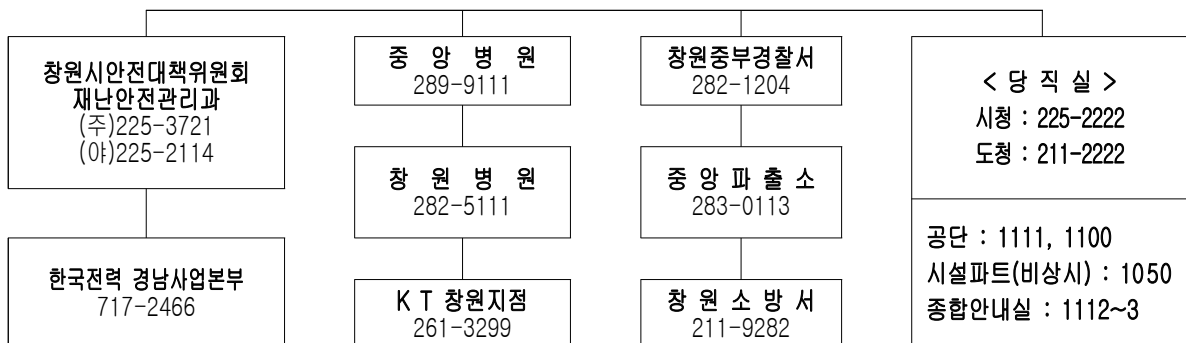 창원시안전대책위원회
재난안전관리과
(주)225-3721
(야)225-2114
한국전력 경남사업본부
717-2466
중 앙 병 원
289-9111
창 원 병 원
282-5111
K T 창원지점
261-3299
창원중부경찰서
282-1204
중 앙 파 출 소
283-0113
창 원 소 방 서
211-9282
< 당 직 실 >
시청 : 225-2222
도청 : 211-2222
공단 : 1111, 1100
시설파트(비상시) : 1050
종합안내실 : 1112~3